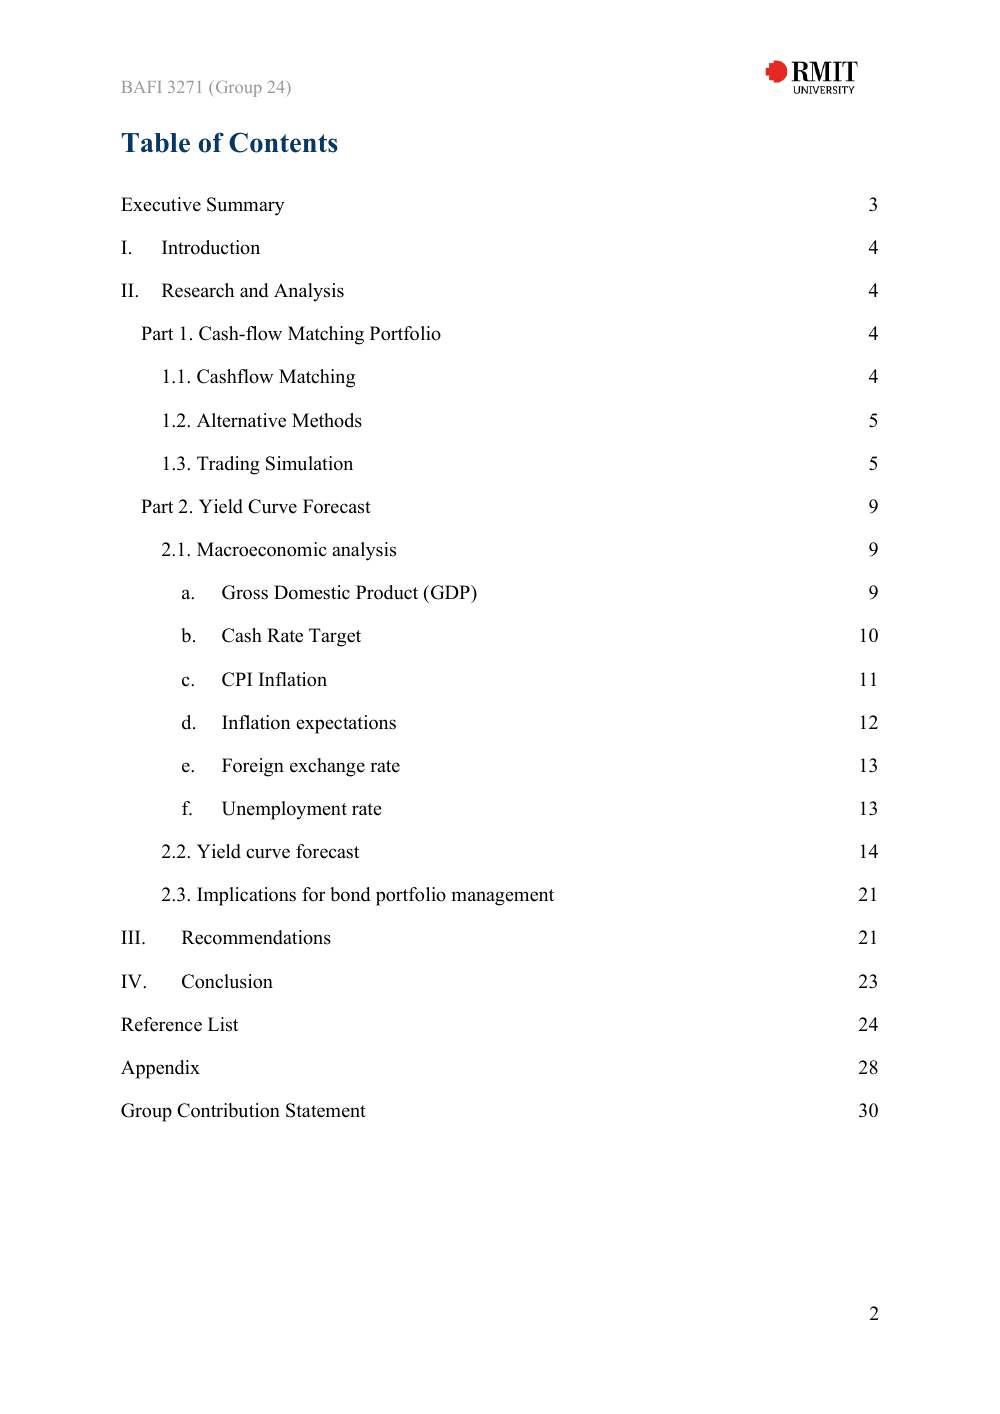 BAFI 3271 (Group 24)
RMIT
UNIVERSITY
Table of Contents
Executive Summary 3
I. Introduction 4
II. Research and Analysis 4
Part 1. Cash-flow Matching Portfolio 4
1.1. Cashflow Matching 4
1.2. Alternative Methods 5
1.3. Trading Simulation 5
Part 2. Yield Curve Forecast 9
2.1. Macroeconomic analysis 9
a. Gross Domestic Product (GDP) 9
b. Cash Rate Target 10
c. CPI Inflation 11
d. Inflation expectations 12
e. Foreign exchange rate 13
f. Unemployment rate 13
2.2. Yield curve forecast 14
2.3. Implications for bond portfolio management 21
III. Recommendations 21
IV. Conclusion 23
Reference List 24
Appendix 28
Group Contribution Statement 30
2